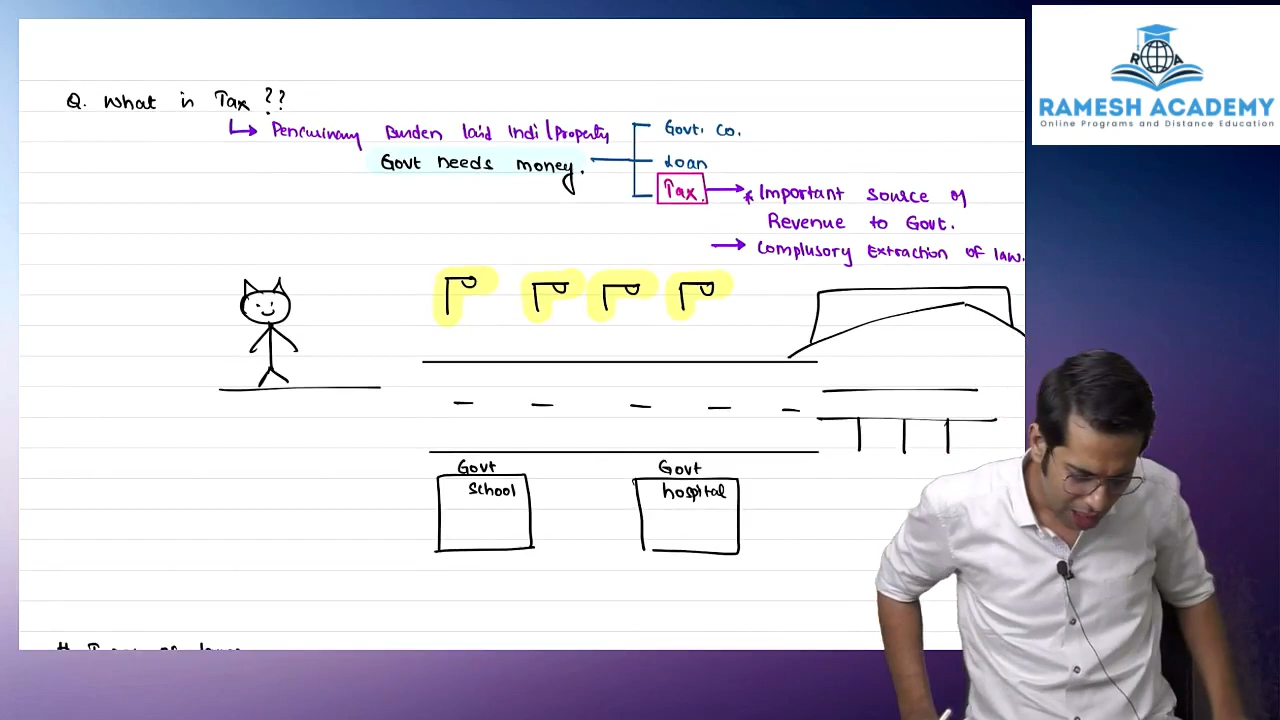 Q. What is Tax ??
Pencuinary Burden laid Indi/Property
Govt needs money.
Govt. Co.
Loan
Tax.
* Important source of
Revenue to Govt.
Complusory Extraction of law.
Govt
school
Govt
hospital
R A
RAMESH ACADEMY
Online Programs and Distance Education